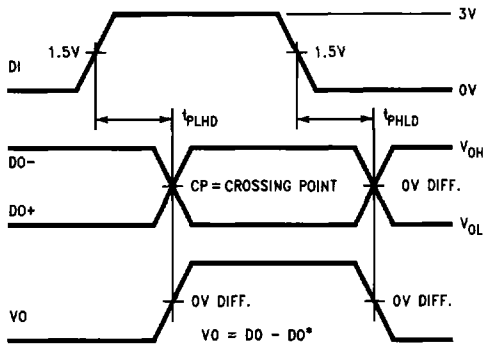 3V
1.5V
1.5V
DI
0V
tPLHD
tPHLD
DO−
VOH
CP = CROSSING POINT
0V DIFF.
DO+
VOL
0V DIFF.
0V DIFF.
VO
VO = DO − DO*